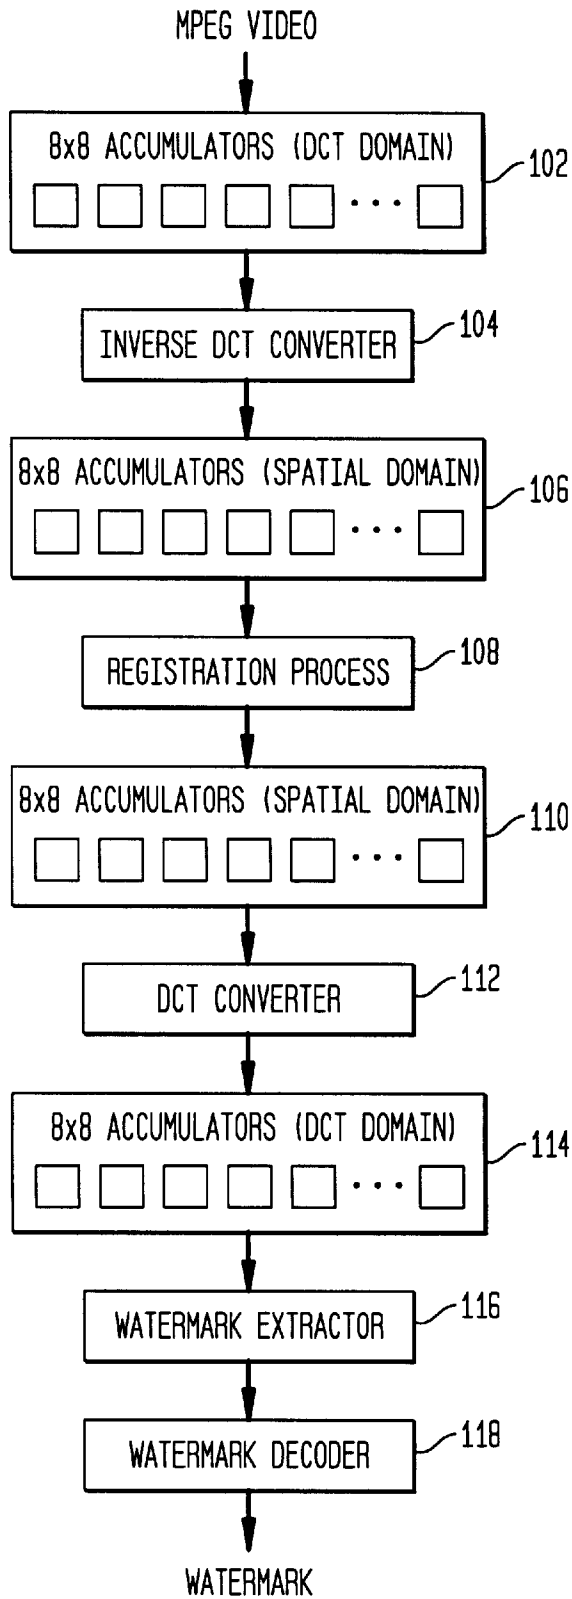 MPEG VIDEO
8x8 ACCUMULATORS (DCT DOMAIN)
102
INVERSE DCT CONVERTER
104
8x8 ACCUMULATORS (SPATIAL DOMAIN)
106
REGISTRATION PROCESS
108
8x8 ACCUMULATORS (SPATIAL DOMAIN)
110
DCT CONVERTER
112
8x8 ACCUMULATORS (DCT DOMAIN)
114
WATERMARK EXTRACTOR
116
WATERMARK DECODER
118
WATERMARK